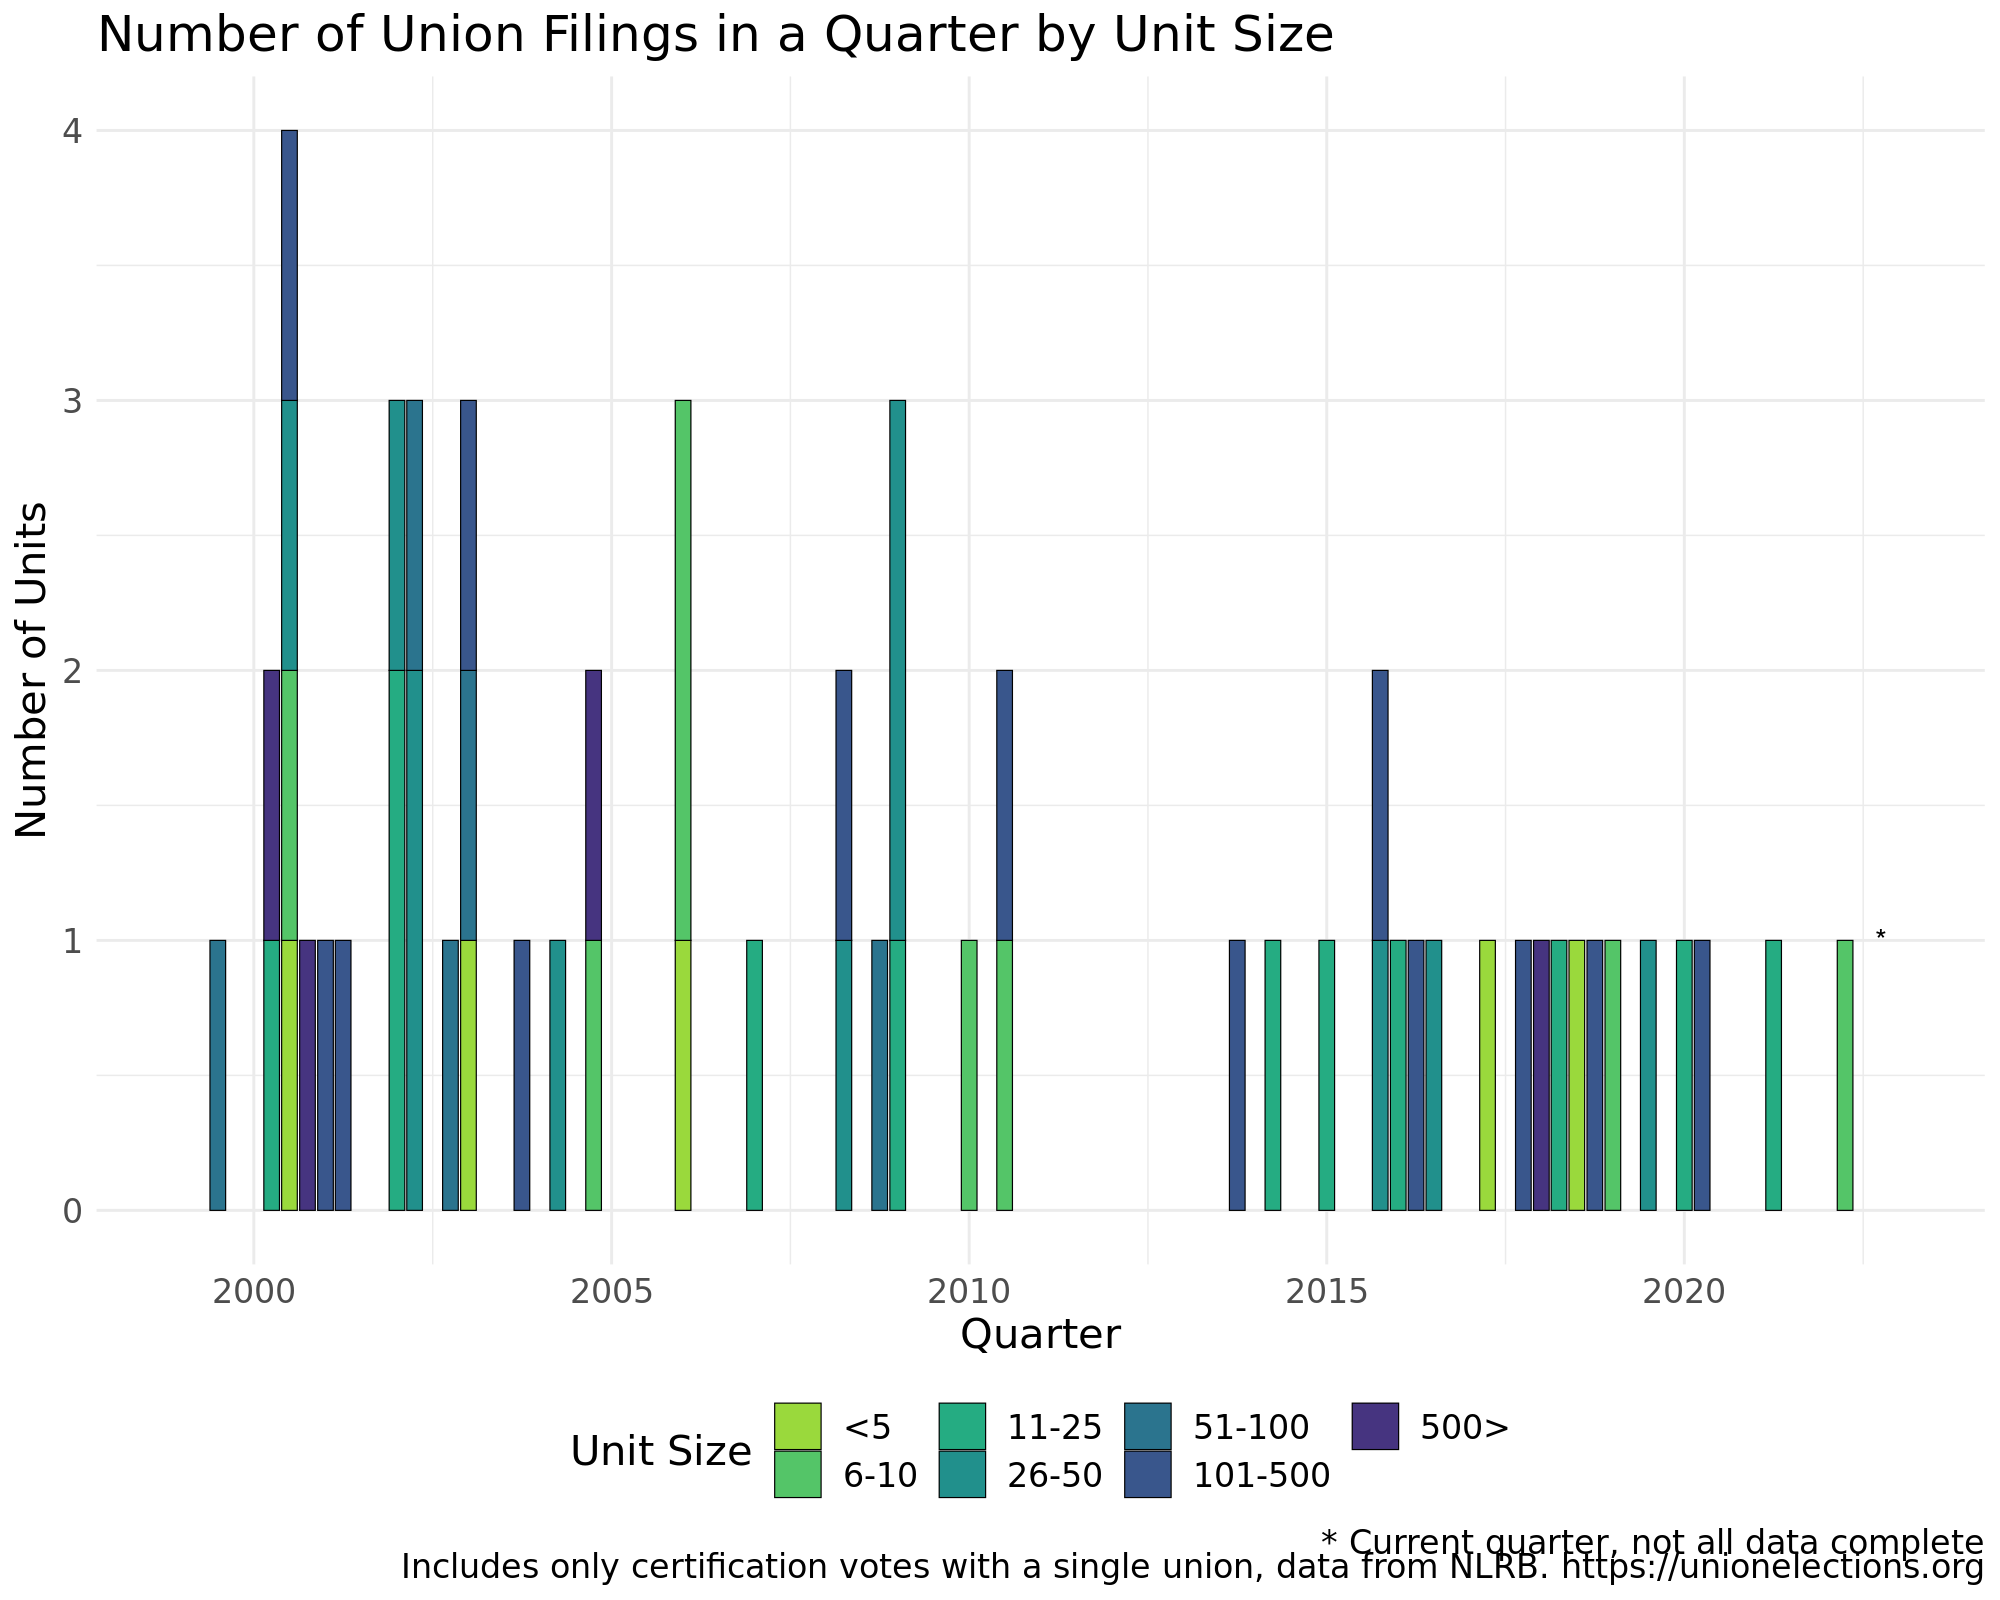 Number of Union Filings in a Quarter by Unit Size
Number of Units
4
3
2
1
0
*
2000 2005 2010 2015 2020
Quarter
Unit Size
<5 11-25 51-100 500>
6-10 26-50 101-500
* Current quarter, not all data complete
Includes only certification votes with a single union, data from NLRB. https://unionelections.org